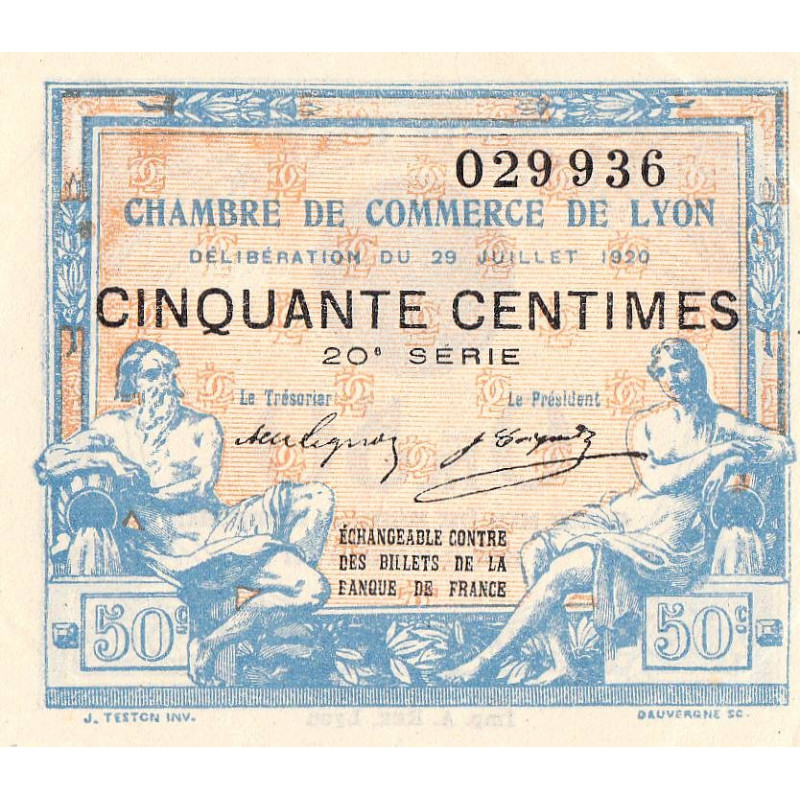 029936
CHAMBRE DE COMMERCE DE LYON
DÉLIBÉRATION DU 29 JUILLET 1920
CINQUANTE CENTIMES
20e SÉRIE
Le Trésorier Le Président
ÉCHANGEABLE CONTRE
DES BILLETS DE LA
BANQUE DE FRANCE
50c 50c
J. TESTON INV. DAUVERGNE SC.